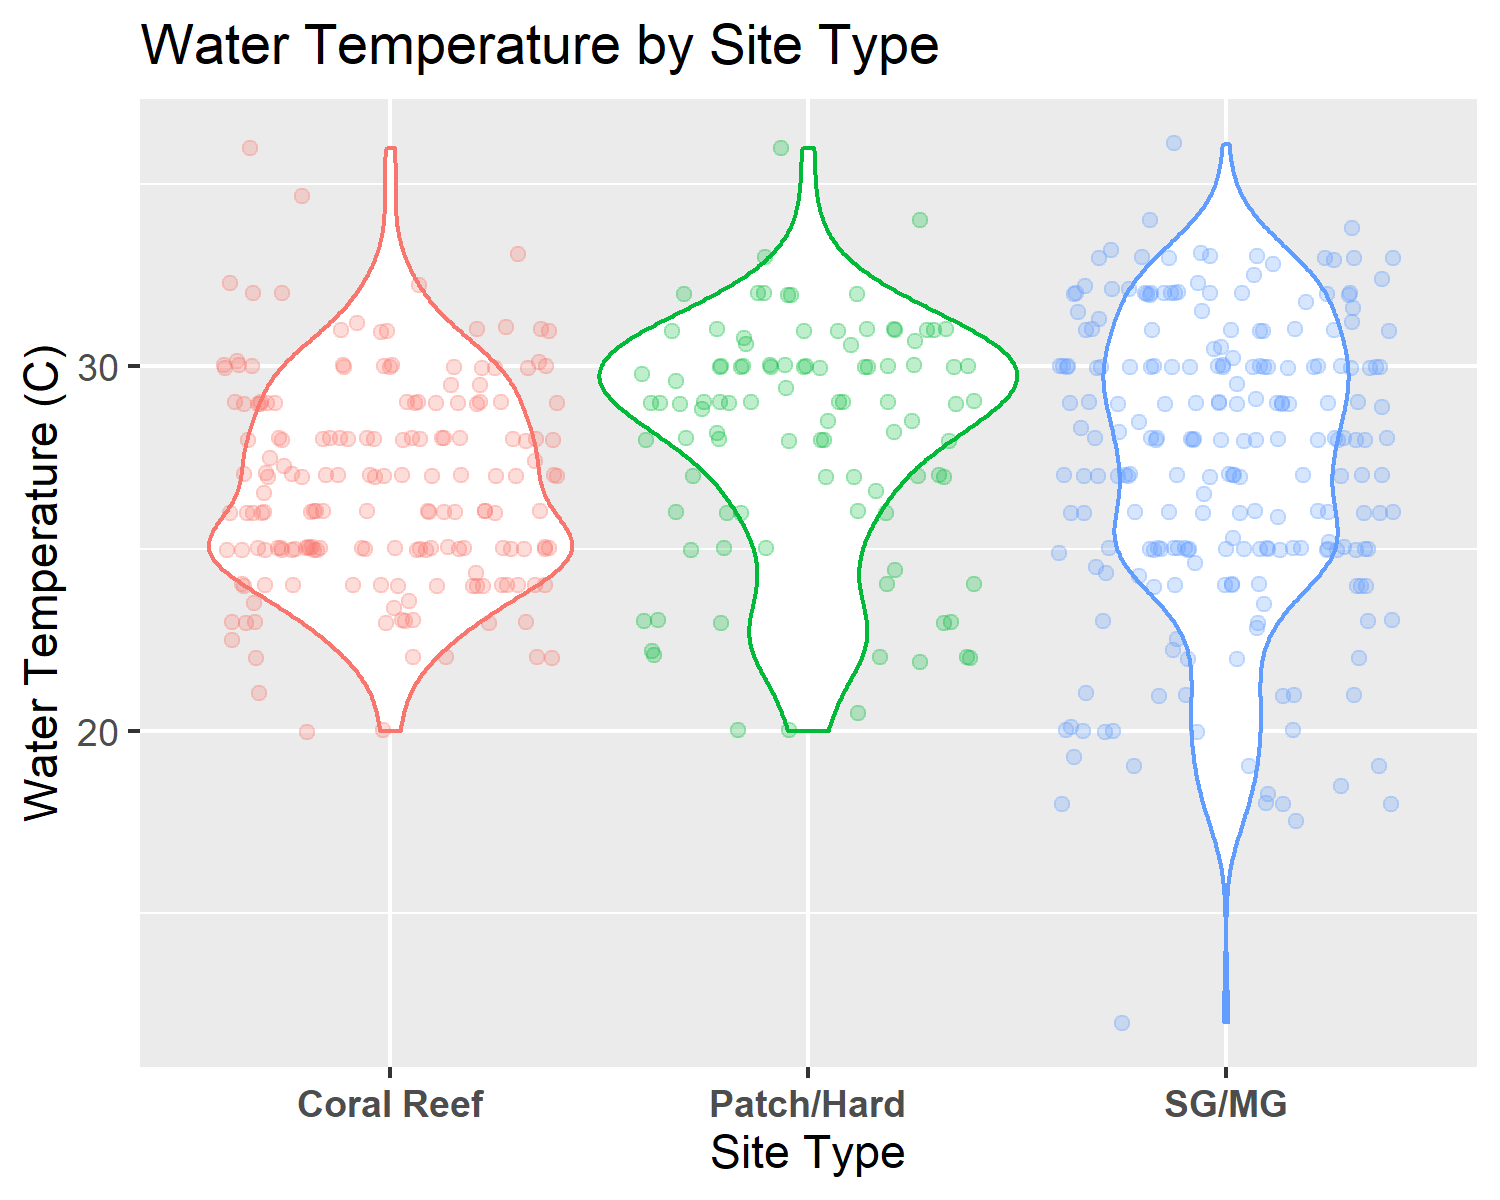 Water Temperature by Site Type
Water Temperature (C)
30
20
Coral Reef
Patch/Hard
SG/MG
Site Type